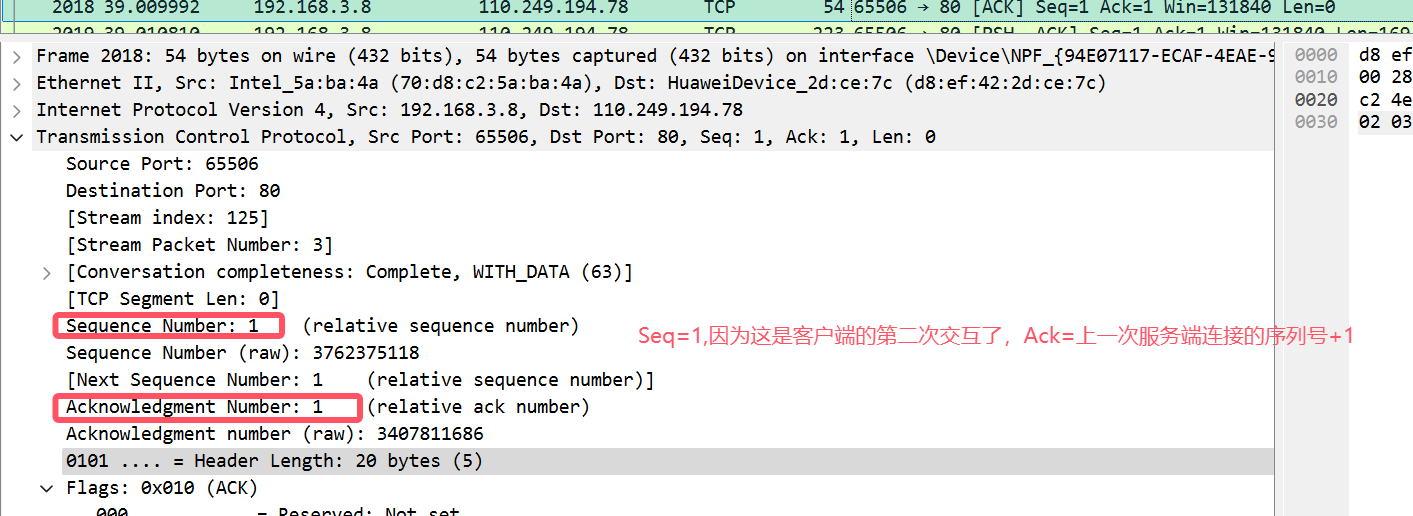 2018 39.009992 192.168.3.8 110.249.194.78 TCP 54 65506 → 80 [ACK] Seq=1 Ack=1 Win=131840 Len=0
2019 39.010810 192.168.3.8 110.249.194.78 TCP 223 65506 → 80 [PSH, ACK] Seq=1 Ack=1 Win=131840 Len=169
Frame 2018: 54 bytes on wire (432 bits), 54 bytes captured (432 bits) on interface \Device\NPF_{94E07117-ECAF-4EAE-9
Ethernet II, Src: Intel_5a:ba:4a (70:d8:c2:5a:ba:4a), Dst: HuaweiDevice_2d:ce:7c (d8:ef:42:2d:ce:7c)
Internet Protocol Version 4, Src: 192.168.3.8, Dst: 110.249.194.78
Transmission Control Protocol, Src Port: 65506, Dst Port: 80, Seq: 1, Ack: 1, Len: 0
Source Port: 65506
Destination Port: 80
[Stream index: 125]
[Stream Packet Number: 3]
[Conversation completeness: Complete, WITH_DATA (63)]
[TCP Segment Len: 0]
Sequence Number: 1 (relative sequence number)
Seq=1,因为这是客户端的第二次交互了，Ack=上一次服务端连接的序列号+1
Sequence Number (raw): 3762375118
[Next Sequence Number: 1 (relative sequence number)]
Acknowledgment Number: 1 (relative ack number)
Acknowledgment number (raw): 3407811686
0101 .... = Header Length: 20 bytes (5)
Flags: 0x010 (ACK)
000. .... .... = Reserved: Not set
0000 d8 ef
0010 00 28
0020 c2 4e
0030 02 03